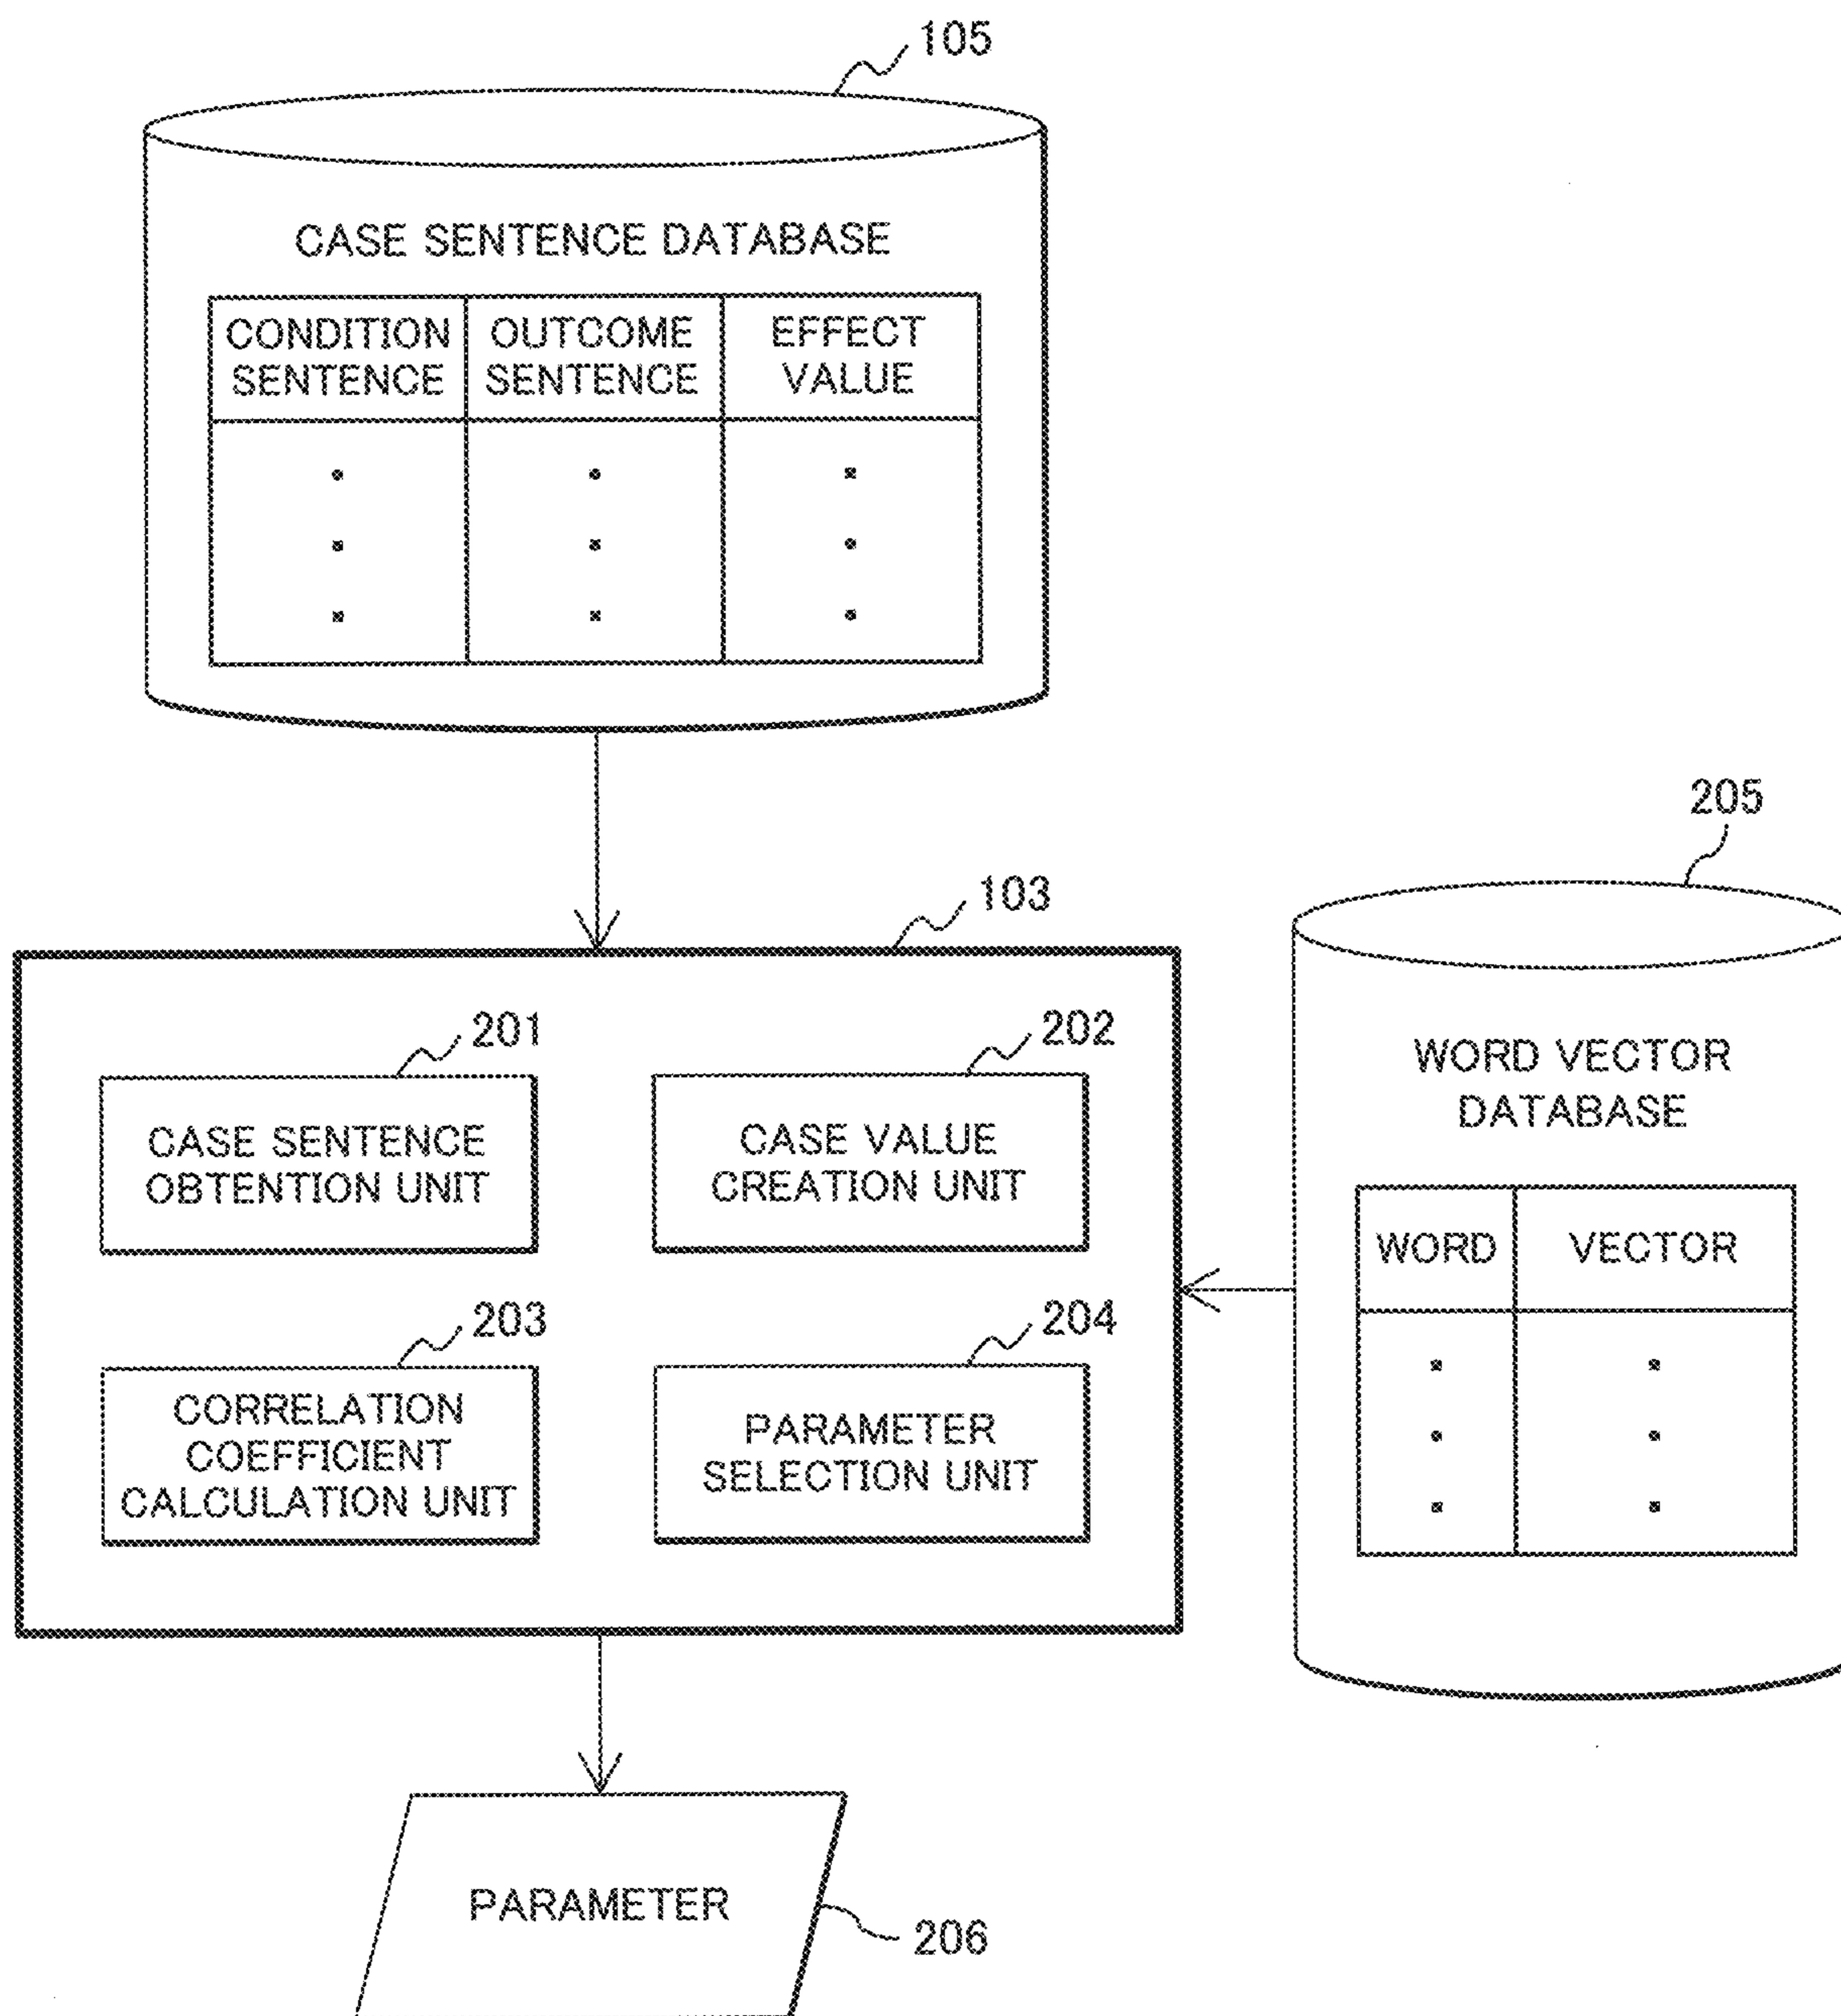 105
CASE SENTENCE DATABASE
CONDITION SENTENCE
OUTCOME SENTENCE
EFFECT VALUE
205
103
WORD VECTOR
DATABASE
WORD
VECTOR
201
CASE SENTENCE
OBTENTION UNIT
202
CASE VALUE
CREATION UNIT
203
CORRELATION
COEFFICIENT
CALCULATION UNIT
204
PARAMETER
SELECTION UNIT
PARAMETER
206